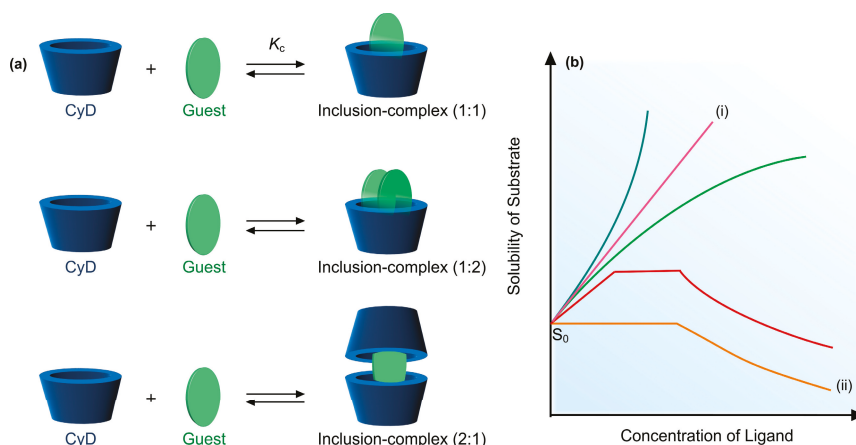 (a)
CyD
+
Guest
Kc
Inclusion-complex (1:1)
CyD
+
Guest
Inclusion-complex (1:2)
CyD
+
Guest
Inclusion-complex (2:1)
(b)
Solubility of Substrate
(i)
S0
(ii)
Concentration of Ligand